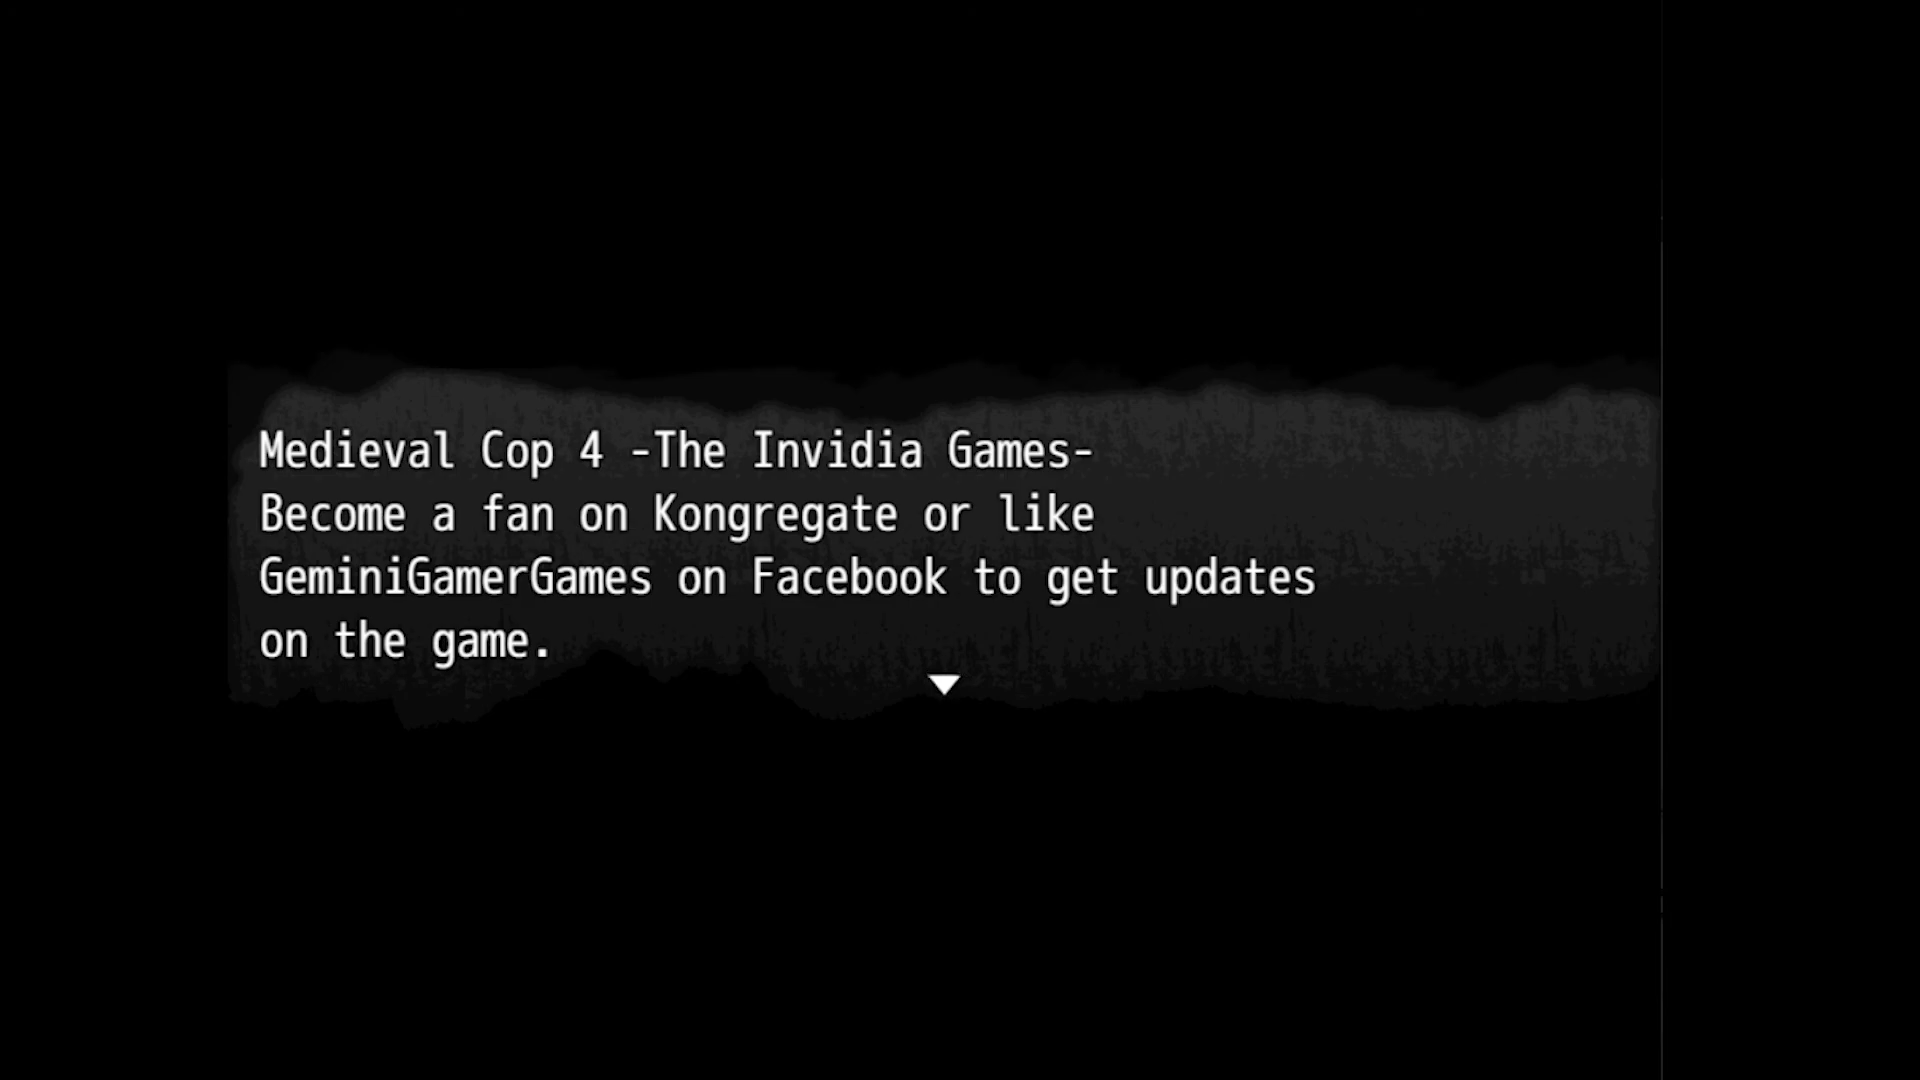 Medieval Cop 4 -The Invidia Games-
Become a fan on Kongregate or like
GeminiGamerGames on Facebook to get updates
on the game.